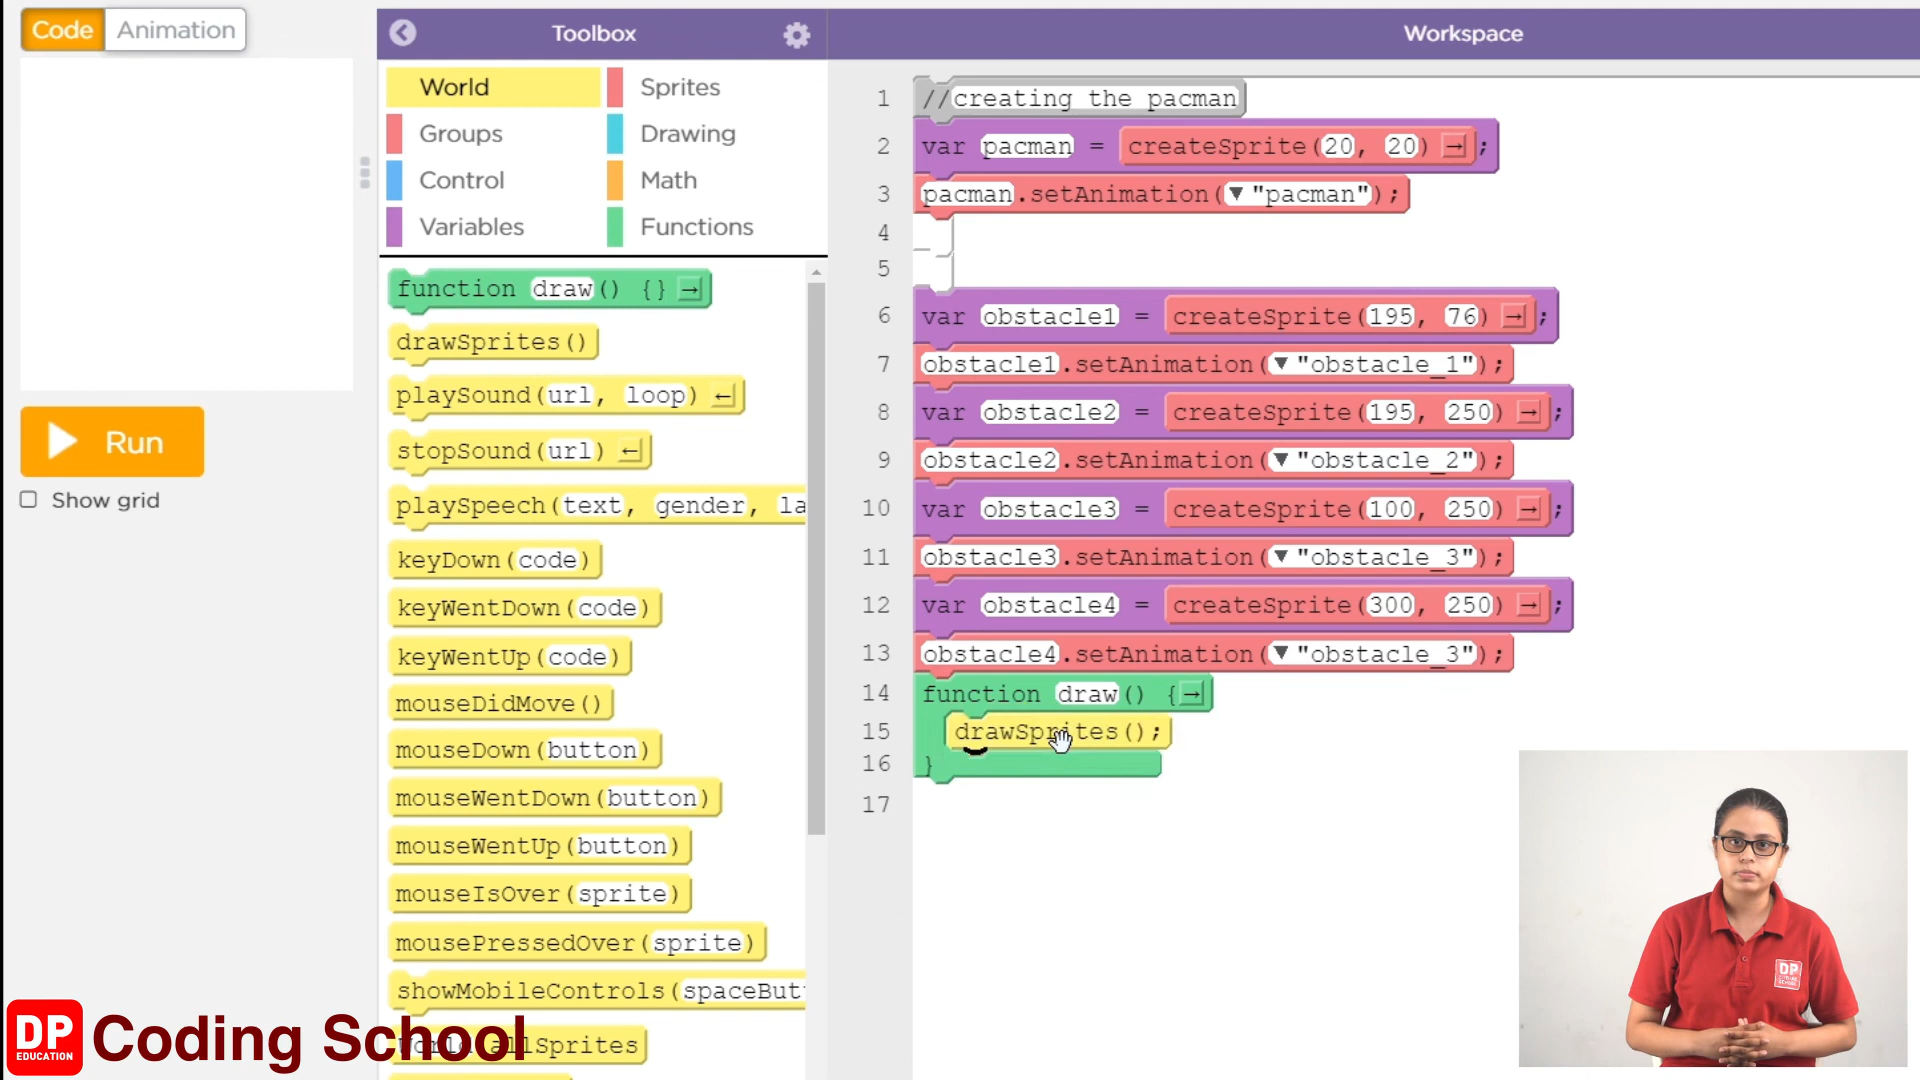 Code Animation
Toolbox
Workspace
World
Sprites
Groups
Drawing
Control
Math
Variables
Functions
function draw() {} →
drawSprites()
playSound(url, loop) ←
stopSound(url) ←
playSpeech(text, gender, la
keyDown(code)
keyWentDown(code)
keyWentUp(code)
mouseDidMove()
mouseDown(button)
mouseWentDown(button)
mouseWentUp(button)
mouseIsOver(sprite)
mousePressedOver(sprite)
showMobileControls(spaceBut
World.allSprites
Run
Show grid
1 //creating the pacman
2 var pacman = createSprite(20, 20) → ;
3 pacman.setAnimation(▼ "pacman");
4
5
6 var obstacle1 = createSprite(195, 76) → ;
7 obstacle1.setAnimation(▼ "obstacle_1");
8 var obstacle2 = createSprite(195, 250) → ;
9 obstacle2.setAnimation(▼ "obstacle_2");
10 var obstacle3 = createSprite(100, 250) → ;
11 obstacle3.setAnimation(▼ "obstacle_3");
12 var obstacle4 = createSprite(300, 250) → ;
13 obstacle4.setAnimation(▼ "obstacle_3");
14 function draw() { →
15 drawSprites();
16 }
17
DP
EDUCATION
Coding School
DP
CODING
SCHOOL